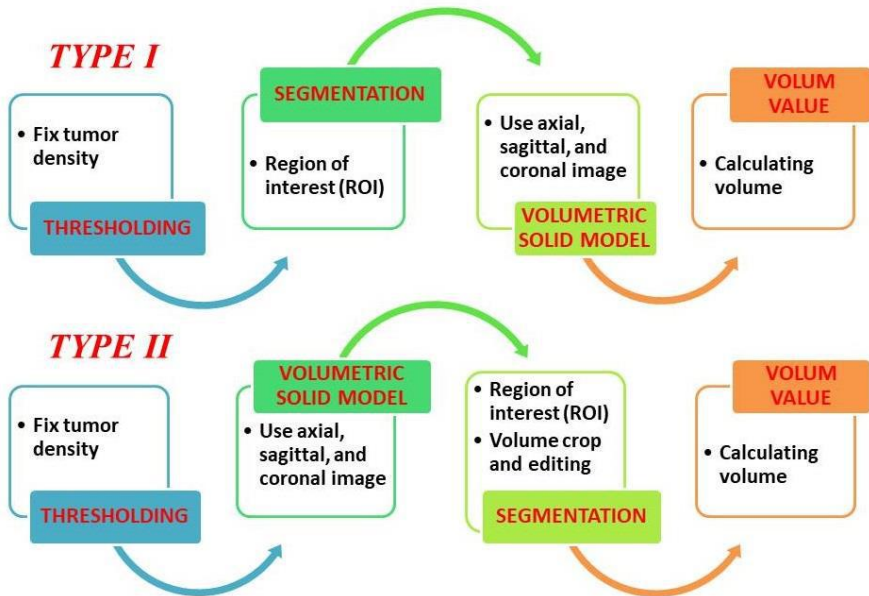 TYPE I
• Fix tumor
density
THRESHOLDING
SEGMENTATION
• Region of
interest (ROI)
• Use axial,
sagittal, and
coronal image
VOLUMETRIC
SOLID MODEL
VOLUM
VALUE
• Calculating
volume
TYPE II
• Fix tumor
density
THRESHOLDING
VOLUMETRIC
SOLID MODEL
• Use axial,
sagittal, and
coronal image
• Region of
interest (ROI)
• Volume crop
and editing
SEGMENTATION
VOLUM
VALUE
• Calculating
volume